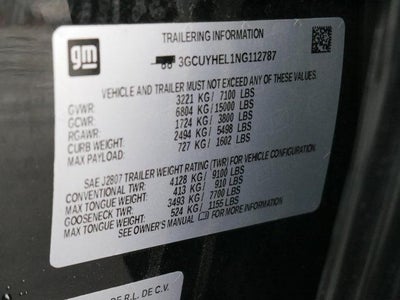 gm
TRAILERING INFORMATION
3GCUYHEL1NG112787
VEHICLE AND TRAILER MUST NOT EXCEED ANY OF THESE:
GVWR: 3221 KG/ 7100 LBS
GCWR: 6804 KG/ 15000 LBS
RGAWR: 1724 KG/ 3800 LBS
CURB WEIGHT: 2494 KG/ 5498 LBS
MAX PAYLOAD: 727 KG/ 1602 LBS
SAE J2807 TRAILER WEIGHT RATING (TWR) FOR VEHICLE CONFIGURATION.
CONVENTIONAL TWR: 4128 KG/ 9100 LBS
MAX TONGUE WEIGHT: 413 KG/ 910 LBS
GOOSENECK TWR: 3493 KG/ 7700 LBS
MAX TONGUE WEIGHT: 524 KG/ 1155 LBS
SEE OWNER'S MANUAL FOR MORE INFORMATION
DE R.L. DE C.V.